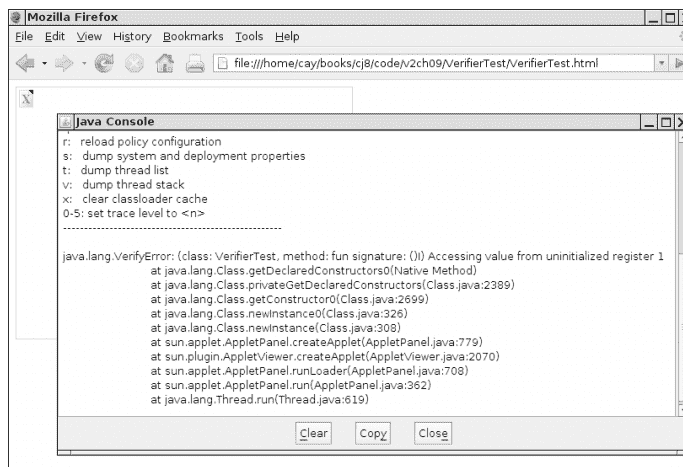 Mozilla Firefox
File Edit View History Bookmarks Tools Help
file:///home/cay/books/cj8/code/v2ch09/VerifierTest/VerifierTest.html
Java Console
r: reload policy configuration
s: dump system and deployment properties
t: dump thread list
v: dump thread stack
x: clear classloader cache
0-5: set trace level to <n>
----------------------------------------------------
java.lang.VerifyError: (class: VerifierTest, method: fun signature: ()I) Accessing value from uninitialized register 1
at java.lang.Class.getDeclaredConstructors0(Native Method)
at java.lang.Class.privateGetDeclaredConstructors(Class.java:2389)
at java.lang.Class.getConstructor0(Class.java:2699)
at java.lang.Class.newInstance0(Class.java:326)
at java.lang.Class.newInstance(Class.java:308)
at sun.applet.AppletPanel.createApplet(AppletPanel.java:779)
at sun.plugin.AppletViewer.createApplet(AppletViewer.java:2070)
at sun.applet.AppletPanel.runLoader(AppletPanel.java:708)
at sun.applet.AppletPanel.run(AppletPanel.java:362)
at java.lang.Thread.run(Thread.java:619)
Clear Copy Close